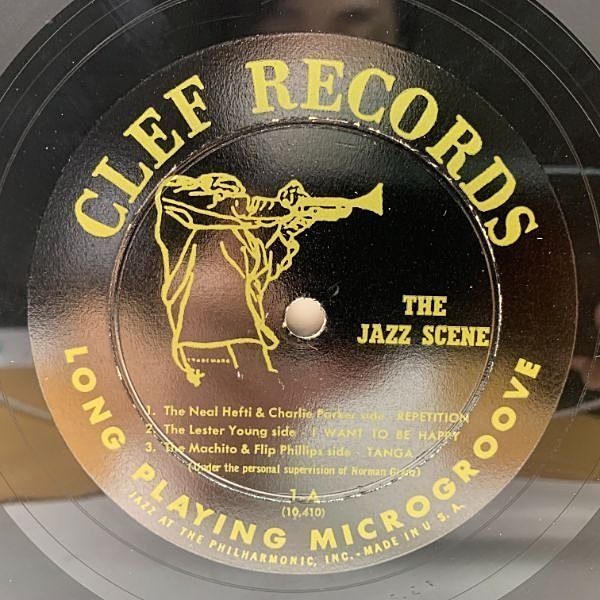 CLEF RECORDS
TRADE MARK
THE
JAZZ SCENE
1. The Neal Hefti & Charlie Parker side - REPETITION
2. The Lester Young side - I WANT TO BE HAPPY
3. The Machito & Flip Phillips side - TANGA
(Under the personal supervision of Norman Granz)
1-A
(10,410)
LONG PLAYING MICROGROOVE
JAZZ AT THE PHILHARMONIC, INC.-MADE IN U.S.A.